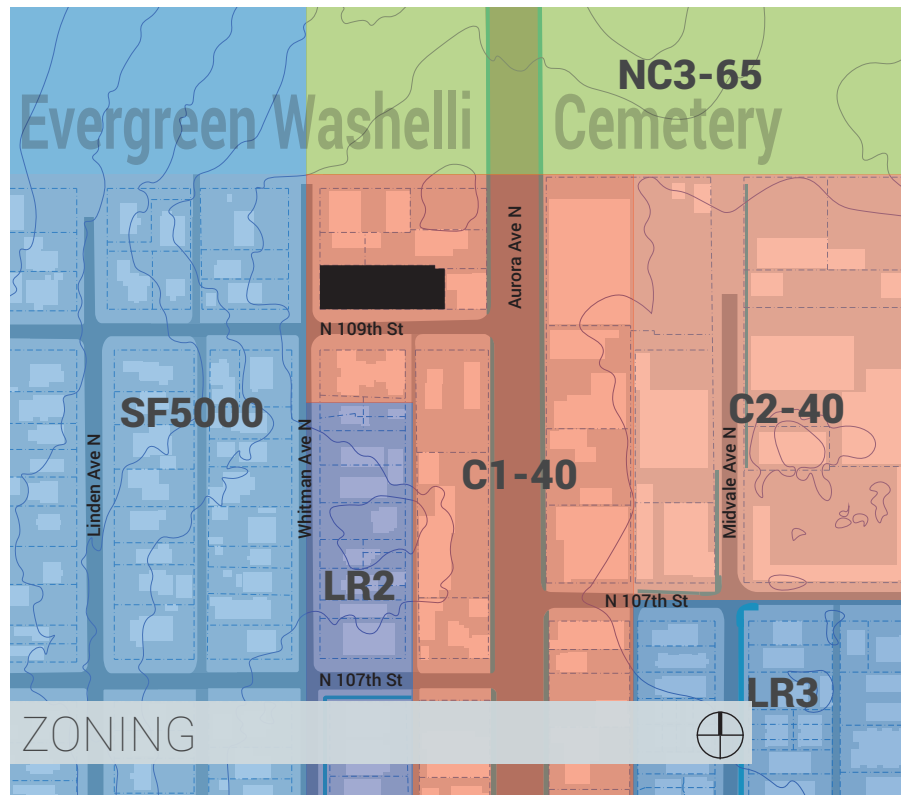 NC3-65
Evergreen Washelli Cemetery
Aurora Ave N
N 109th St
SF5000
C2-40
Linden Ave N
Whitman Ave N
C1-40
Midvale Ave N
LR2
N 107th St
N 107th St
LR3
ZONING